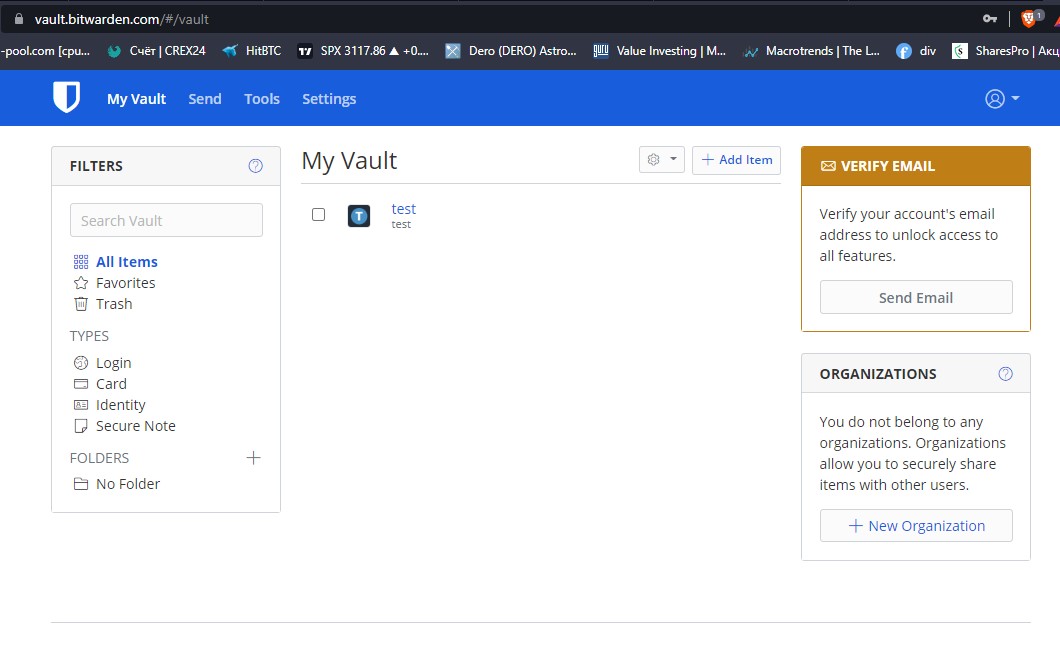 vault.bitwarden.com/#/vault
1
-pool.com [cpu...
Счёт | CREX24
HitBTC
SPX 3117.86 ▲ +0....
Dero (DERO) Astro...
Value Investing | M...
Macrotrends | The L...
div
SharesPro | Акц
My Vault
Send
Tools
Settings
FILTERS
Search Vault
All Items
Favorites
Trash
TYPES
Login
Card
Identity
Secure Note
FOLDERS
No Folder
My Vault
Add Item
T
test
test
VERIFY EMAIL
Verify your account's email
address to unlock access to
all features.
Send Email
ORGANIZATIONS
You do not belong to any
organizations. Organizations
allow you to securely share
items with other users.
New Organization